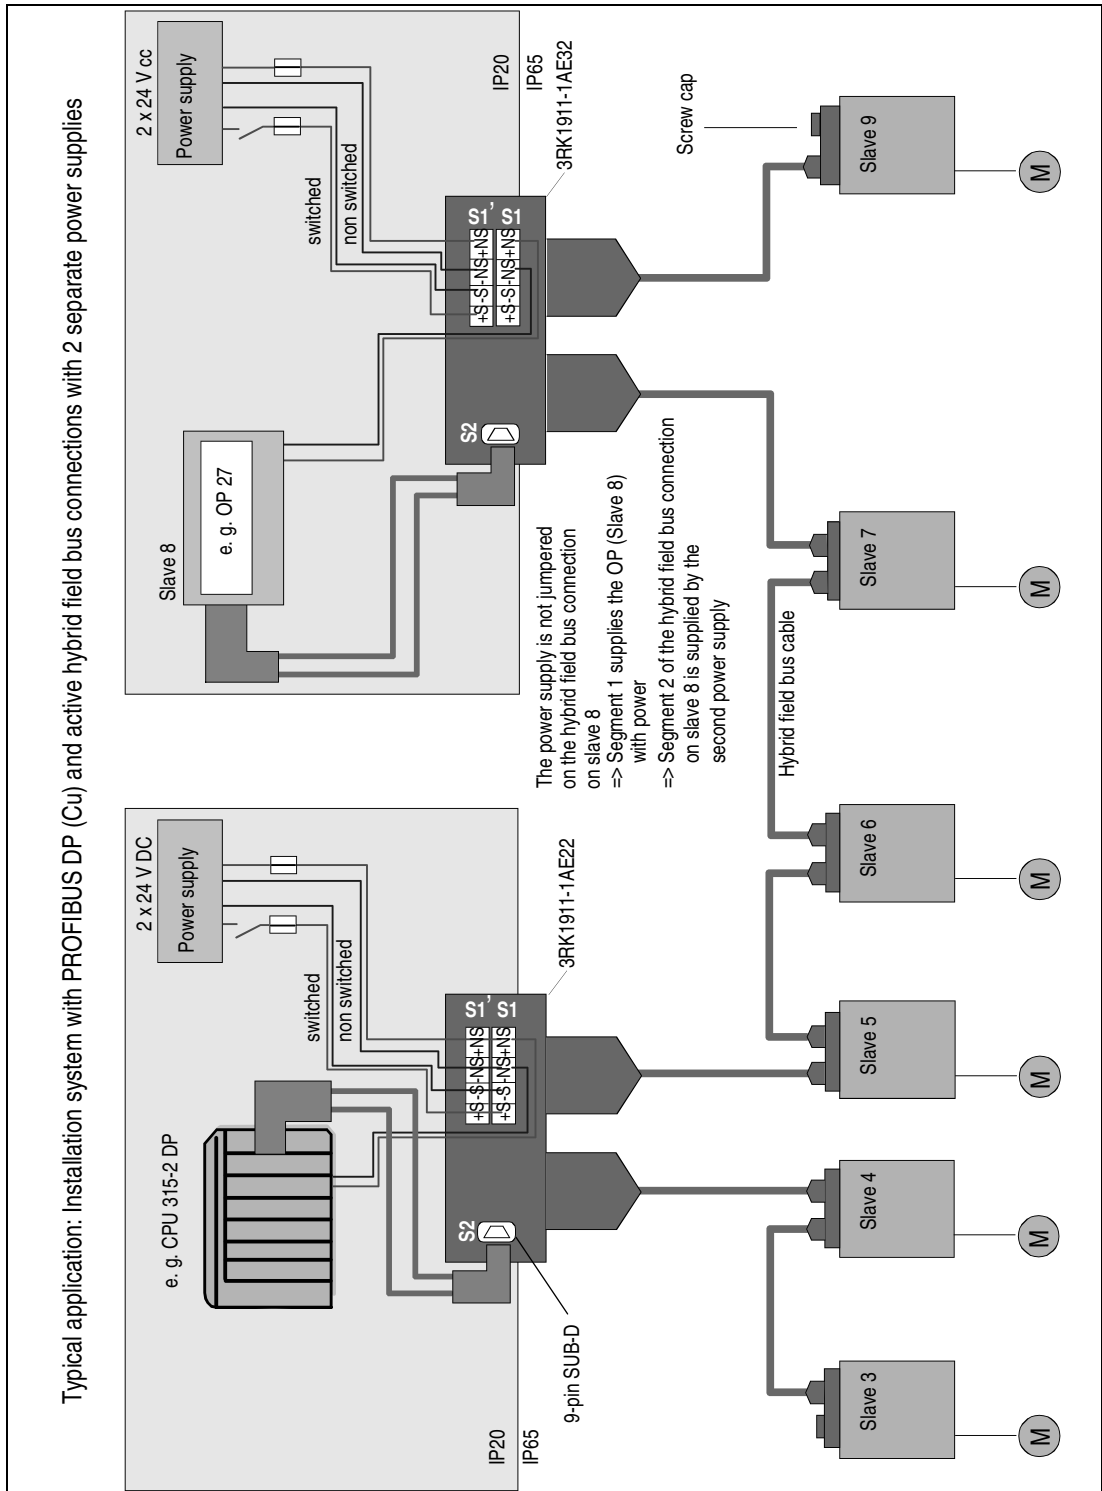 Typical application: Installation system with PROFIBUS DP (Cu) and active hybrid field bus connections with 2 separate power supplies
2 x 24 V DC
Power supply
switched
non switched
e. g. CPU 315-2 DP
S2
S1’ S1
+S-S-NS+NS
+S-S-NS+NS
IP20
IP65
9-pin SUB-D
3RK1911-1AE22
2 x 24 V cc
Power supply
switched
non switched
Slave 8
e. g. OP 27
S2
S1’ S1
+S-S-NS+NS
+S-S-NS+NS
IP20
IP65
3RK1911-1AE32
The power supply is not jumpered
on the hybrid field bus connection
on slave 8
=> Segment 1 supplies the OP (Slave 8)
with power
=> Segment 2 of the hybrid field bus connection
on slave 8 is supplied by the
second power supply
Screw cap
Hybrid field bus cable
Slave 3
Slave 4
Slave 5
Slave 6
Slave 7
Slave 9
M
M
M
M
M
M